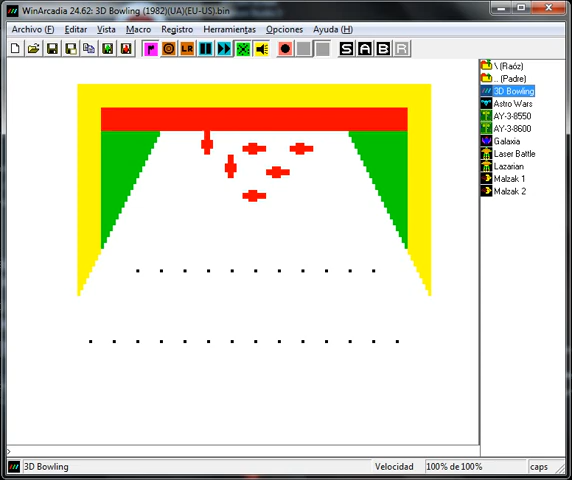 WinArcadia 24.62: 3D Bowling (1982)(UA)(EU-US).bin
Archivo (F) Editar Vista Macro Registro Herramientas Opciones Ayuda (H)
LR S A B R
\ (Raóz)
.. (Padre)
3D Bowling
Astro Wars
AY-3-8550
AY-3-8600
Galaxia
Laser Battle
Lazarian
Malzak 1
Malzak 2
>
3D Bowling Velocidad 100% de 100% caps